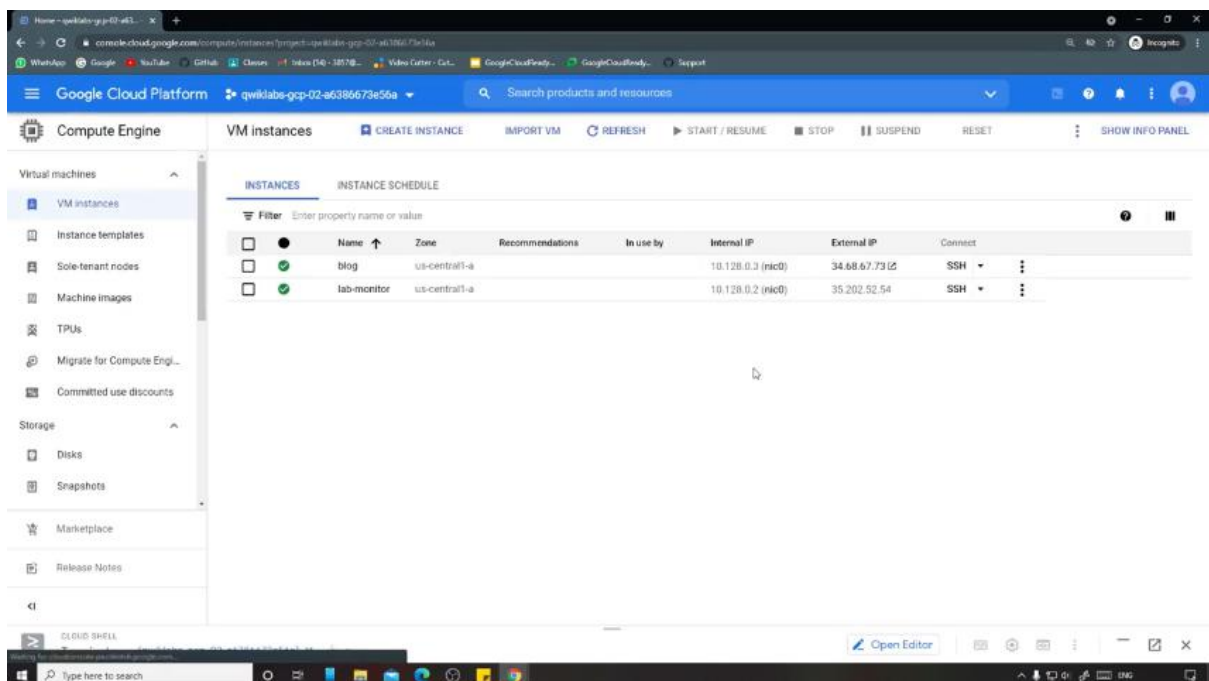 Home - qwiklabs-gcp-02-a63...
console.cloud.google.com/compute/instances?project=qwiklabs-gcp-02-a6386673e56a
Incognito
WhatsApp Google YouTube GitHub Classes Video Cutter - Cut... GoogleCloudReady... GoogleCloudReady... Support
Google Cloud Platform qwiklabs-gcp-02-a6386673e56a Search products and resources
Compute Engine VM instances CREATE INSTANCE IMPORT VM REFRESH START / RESUME STOP SUSPEND RESET SHOW INFO PANEL
Virtual machines
INSTANCES INSTANCE SCHEDULE
VM instances
Filter Enter property name or value
Instance templates
Name Zone Recommendations In use by Internal IP External IP Connect
Sole-tenant nodes
blog us-central1-a 10.128.0.3 (nic0) 34.68.67.73 SSH
Machine images
lab-monitor us-central1-a 10.128.0.2 (nic0) 35.202.52.54 SSH
TPUs
Migrate for Compute Engi...
Committed use discounts
Storage
Disks
Snapshots
Marketplace
Release Notes
CLOUD SHELL
Open Editor
Type here to search ENG